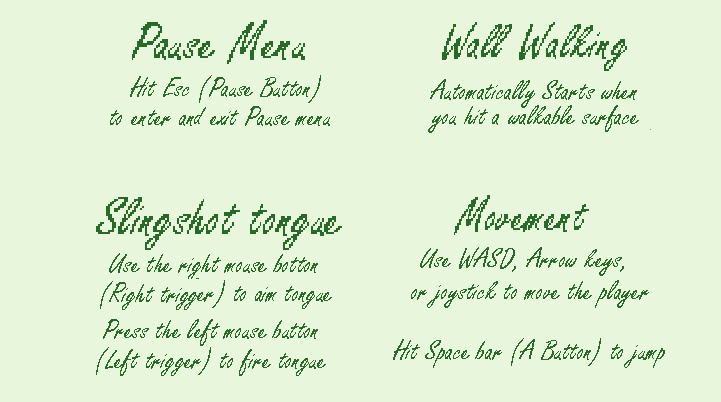 Pause Menu
Hit Esc (Pause Button)
to enter and exit Pause menu
Wall Walking
Automatically Starts when
you hit a walkable surface
Slingshot tongue
Use the right mouse botton
(Right trigger) to aim tongue
Press the left mouse button
(Left trigger) to fire tongue
Movement
Use WASD, Arrow keys,
or joystick to move the player
Hit Space bar (A Button) to jump